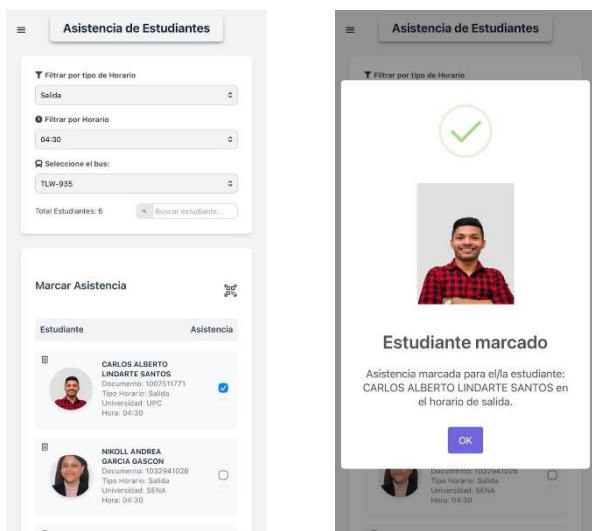 Asistencia de Estudiantes
Filtrar por tipo de Horario
Salida
Filtrar por Horario
04:30
Seleccione el bus:
TLW-935
Total Estudiantes: 6
Buscar estudiante...
Marcar Asistencia
Estudiante Asistencia
CARLOS ALBERTO
LINDARTE SANTOS
Documento: 1007511771
Tipo Horario: Salida
Universidad: UPC
Hora: 04:30
NIKOLL ANDREA
GARCIA GASCON
Documento: 1032941026
Tipo Horario: Salida
Universidad: SENA
Hora: 04:30
Asistencia de Estudiantes
Filtrar por tipo de Horario
Estudiante marcado
Asistencia marcada para el/la estudiante:
CARLOS ALBERTO LINDARTE SANTOS en
el horario de salida.
OK
Documento: 1032941026
Tipo Horario: Salida
Universidad: SENA
Hora: 04:30